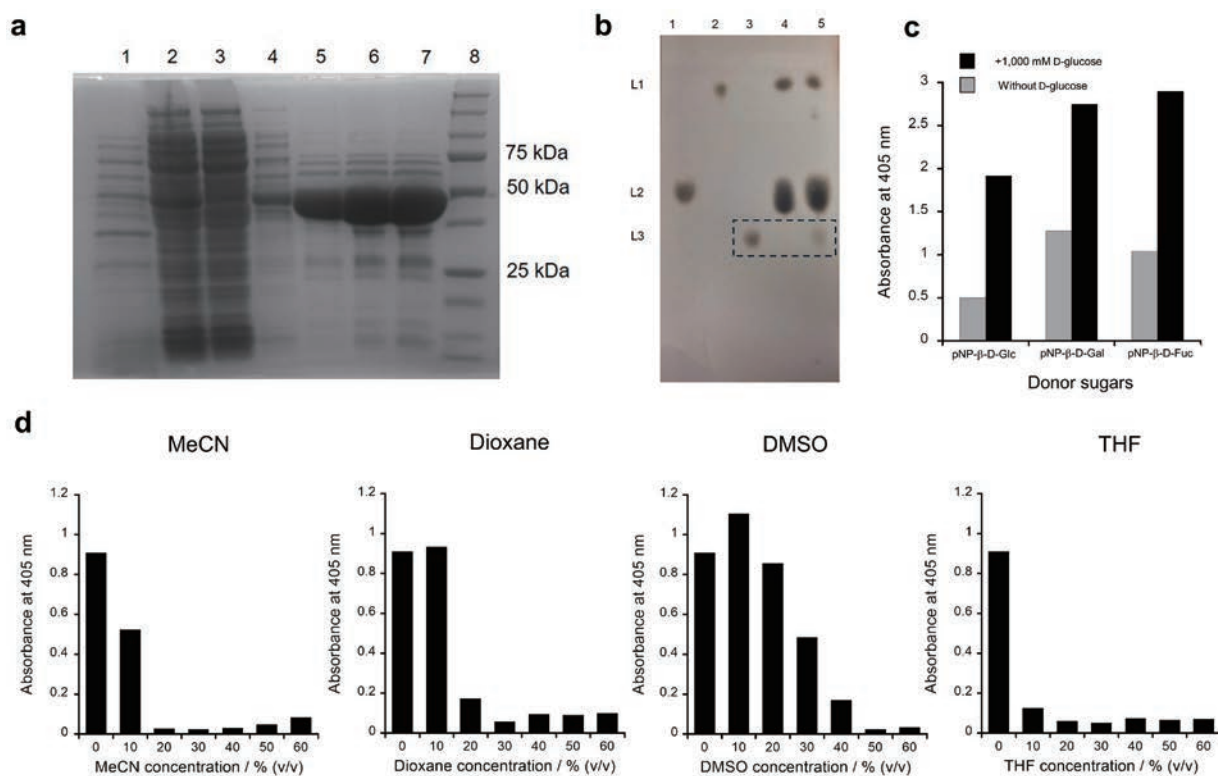 a
1 2 3 4 5 6 7 8
75 kDa
50 kDa
25 kDa
b
1 2 3 4 5
L1
L2
L3
c
+1,000 mM D-glucose
Without D-glucose
Absorbance at 405 nm
3
2.5
2
1.5
1
0.5
0
pNP-β-D-Glc pNP-β-D-Gal pNP-β-D-Fuc
Donor sugars
d
MeCN
Absorbance at 405 nm
1.2
1
0.8
0.6
0.4
0.2
0
0 10 20 30 40 50 60
MeCN concentration / % (v/v)
Dioxane
Absorbance at 405 nm
1.2
1
0.8
0.6
0.4
0.2
0
0 10 20 30 40 50 60
Dioxane concentration / % (v/v)
DMSO
Absorbance at 405 nm
1.2
1
0.8
0.6
0.4
0.2
0
0 10 20 30 40 50 60
DMSO concentration / % (v/v)
THF
Absorbance at 405 nm
1.2
1
0.8
0.6
0.4
0.2
0
0 10 20 30 40 50 60
THF concentration / % (v/v)